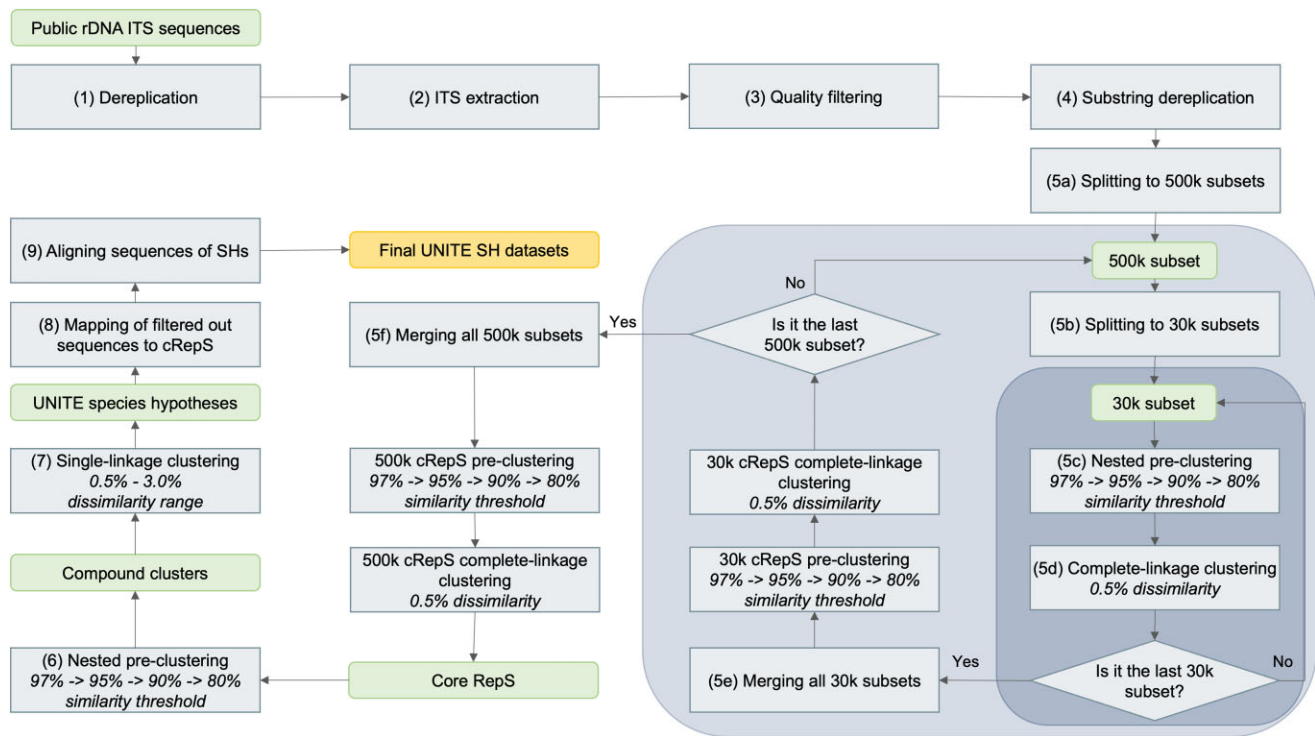 Public rDNA ITS sequences
(1) Dereplication
(2) ITS extraction
(3) Quality filtering
(4) Substring dereplication
(5a) Splitting to 500k subsets
500k subset
(5b) Splitting to 30k subsets
30k subset
(5c) Nested pre-clustering
97% -> 95% -> 90% -> 80%
similarity threshold
(5d) Complete-linkage clustering
0.5% dissimilarity
Is it the last 30k
subset?
No
Yes
(5e) Merging all 30k subsets
30k cRepS pre-clustering
97% -> 95% -> 90% -> 80%
similarity threshold
30k cRepS complete-linkage
clustering
0.5% dissimilarity
Is it the last
500k subset?
No
Yes
(5f) Merging all 500k subsets
500k cRepS pre-clustering
97% -> 95% -> 90% -> 80%
similarity threshold
500k cRepS complete-linkage
clustering
0.5% dissimilarity
Core RepS
(6) Nested pre-clustering
97% -> 95% -> 90% -> 80%
similarity threshold
Compound clusters
(7) Single-linkage clustering
0.5% - 3.0%
dissimilarity range
UNITE species hypotheses
(8) Mapping of filtered out
sequences to cRepS
(9) Aligning sequences of SHs
Final UNITE SH datasets